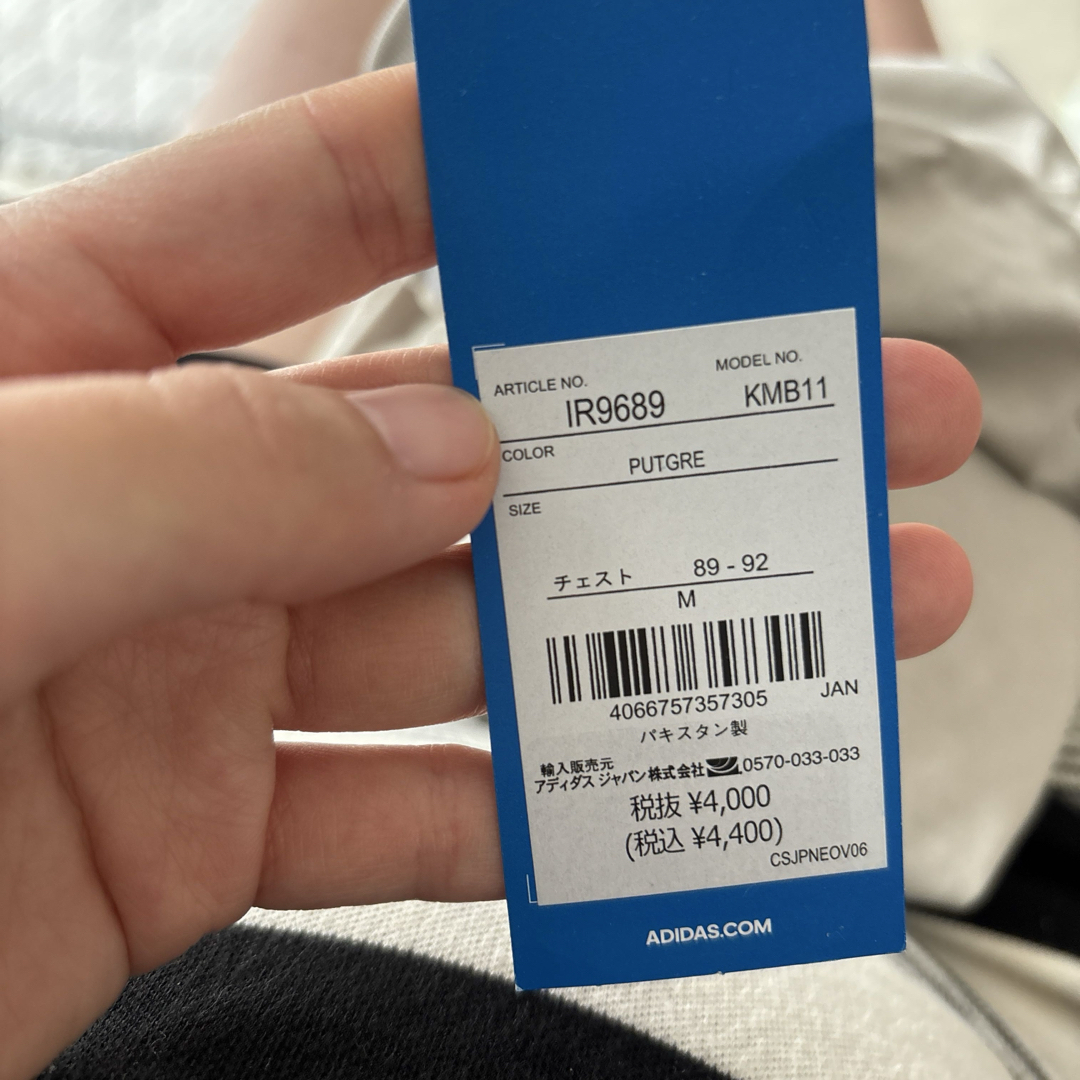 ARTICLE NO.
MODEL NO.
IR9689
KMB11
COLOR
PUTGRE
SIZE
チェスト 89 - 92
M
4066757357305
JAN
パキスタン製
輸入販売元
アディダス ジャパン株式会社 0570-033-033
税抜 ¥4,000
(税込 ¥4,400)
CSJPNEOV06
ADIDAS.COM